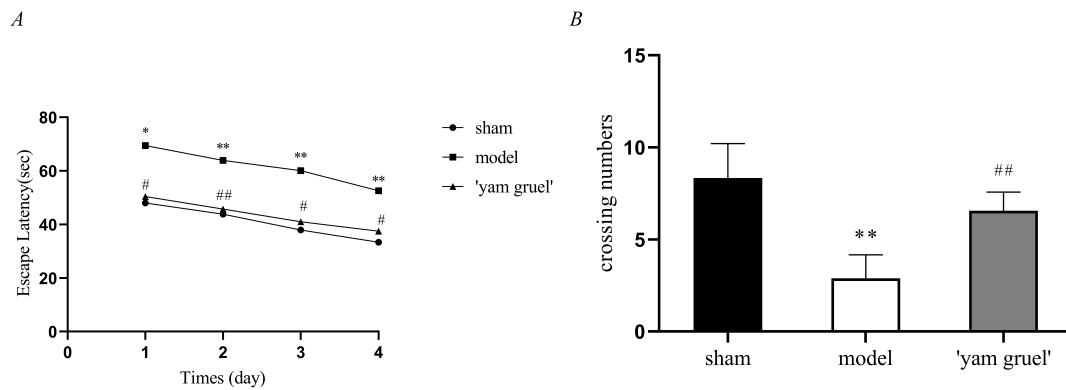 A
80
60
40
20
0
Escape Latency(sec)
*
**
**
**
#
##
#
#
0
1
2
3
4
Times (day)
sham
model
'yam gruel'
B
15
10
5
0
crossing numbers
**
##
sham
model
'yam gruel'